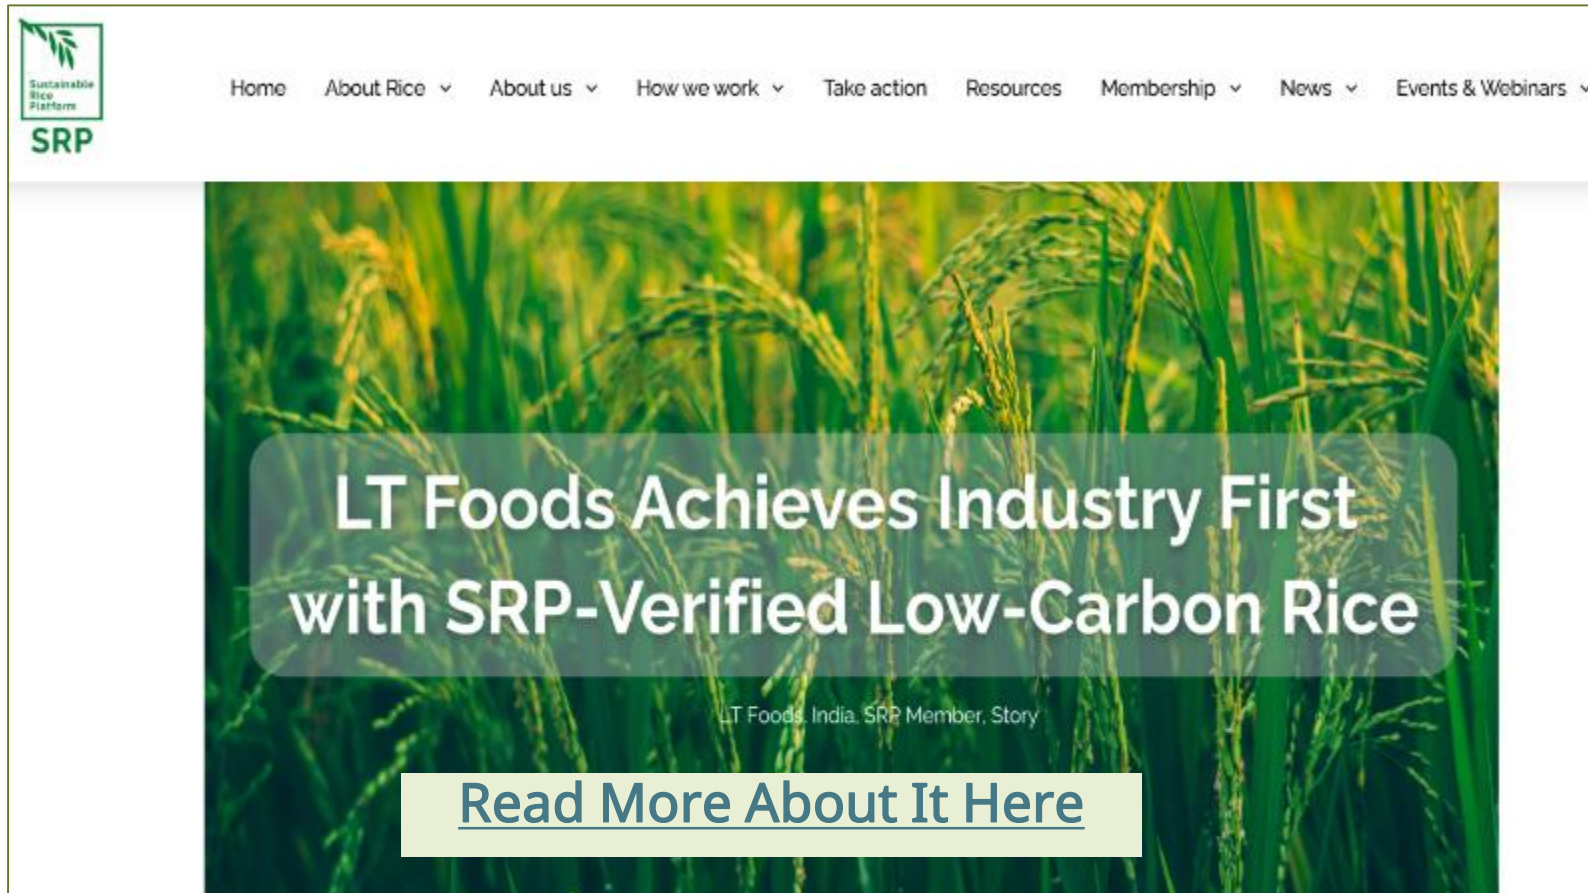 Sustainable
Rice
Platform
SRP
Home About Rice About us How we work Take action Resources Membership News Events & Webinars
LT Foods Achieves Industry First
with SRP-Verified Low-Carbon Rice
LT Foods, India, SRP Member, Story
Read More About It Here